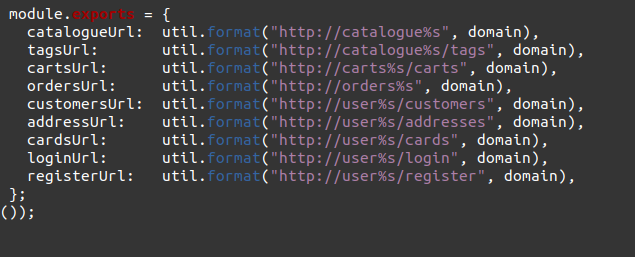 module.exports = {
  catalogueUrl:  util.format("http://catalogue%s", domain),
  tagsUrl:       util.format("http://catalogue%s/tags", domain),
  cartsUrl:      util.format("http://carts%s/carts", domain),
  ordersUrl:     util.format("http://orders%s", domain),
  customersUrl:  util.format("http://user%s/customers", domain),
  addressUrl:    util.format("http://user%s/addresses", domain),
  cardsUrl:      util.format("http://user%s/cards", domain),
  loginUrl:      util.format("http://user%s/login", domain),
  registerUrl:   util.format("http://user%s/register", domain),
};
());